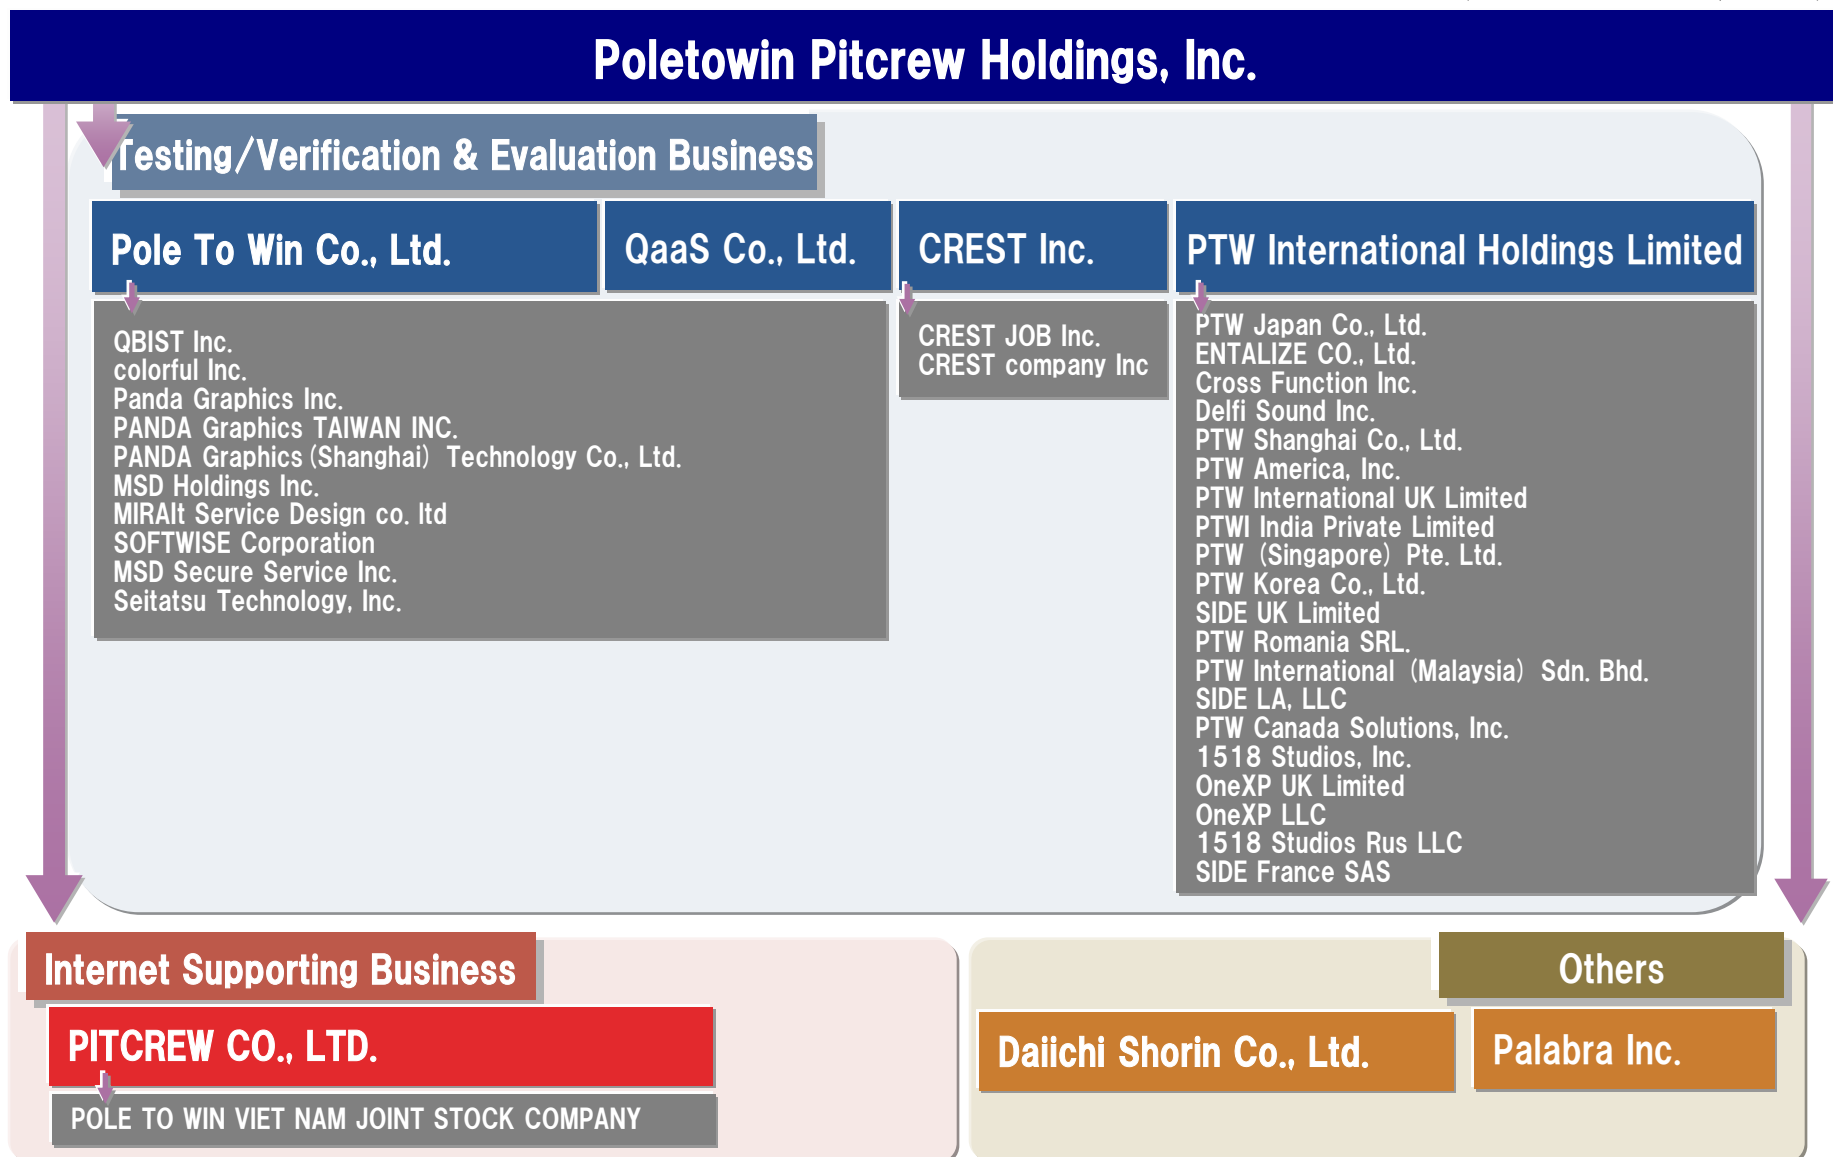 Poletowin Pitcrew Holdings, Inc.
Testing/Verification & Evaluation Business
Pole To Win Co., Ltd.
QaaS Co., Ltd.
CREST Inc.
PTW International Holdings Limited
QBIST Inc.
colorful Inc.
Panda Graphics Inc.
PANDA Graphics TAIWAN INC.
PANDA Graphics (Shanghai) Technology Co., Ltd.
MSD Holdings Inc.
MIRAIt Service Design co. ltd
SOFTWISE Corporation
MSD Secure Service Inc.
Seitatsu Technology, Inc.
CREST JOB Inc.
CREST company Inc
PTW Japan Co., Ltd.
ENTALIZE CO., Ltd.
Cross Function Inc.
Delfi Sound Inc.
PTW Shanghai Co., Ltd.
PTW America, Inc.
PTW International UK Limited
PTWI India Private Limited
PTW (Singapore) Pte. Ltd.
PTW Korea Co., Ltd.
SIDE UK Limited
PTW Romania SRL.
PTW International (Malaysia) Sdn. Bhd.
SIDE LA, LLC
PTW Canada Solutions, Inc.
1518 Studios, Inc.
OneXP UK Limited
OneXP LLC
1518 Studios Rus LLC
SIDE France SAS
Internet Supporting Business
PITCREW CO., LTD.
POLE TO WIN VIET NAM JOINT STOCK COMPANY
Others
Daiichi Shorin Co., Ltd.
Palabra Inc.